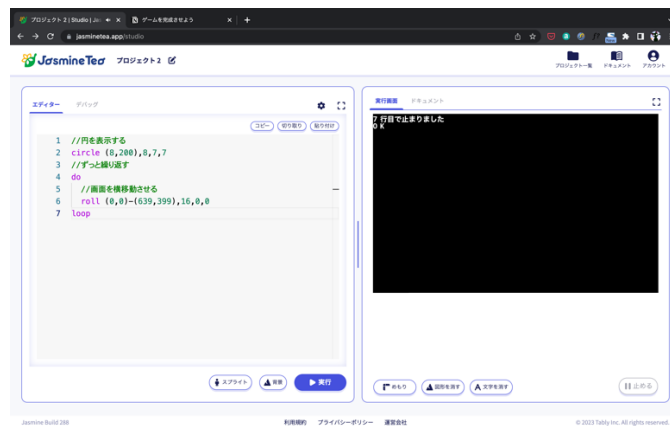 プロジェクト 2 | Studio | Jas
ゲームを完成させよう
jasminetea.app/studio
JasmineTea プロジェクト2
プロジェクト一覧 ドキュメント アカウント
エディター デバッグ
コピー 切り取り 貼り付け
1 //円を表示する
2 circle (8,200),8,7,7
3 //ずっと繰り返す
4 do
5 //画面を横移動させる
6 roll (0,0)-(639,399),16,0,0
7 loop
スプライト 背景 実行
実行画面 ドキュメント
7 行目で止まりました
O K
めもり 図形を消す 文字を消す 止める
Jasmine Build 288 利用規約 プライバシーポリシー 運営会社 © 2023 Tably Inc. All rights reserved.